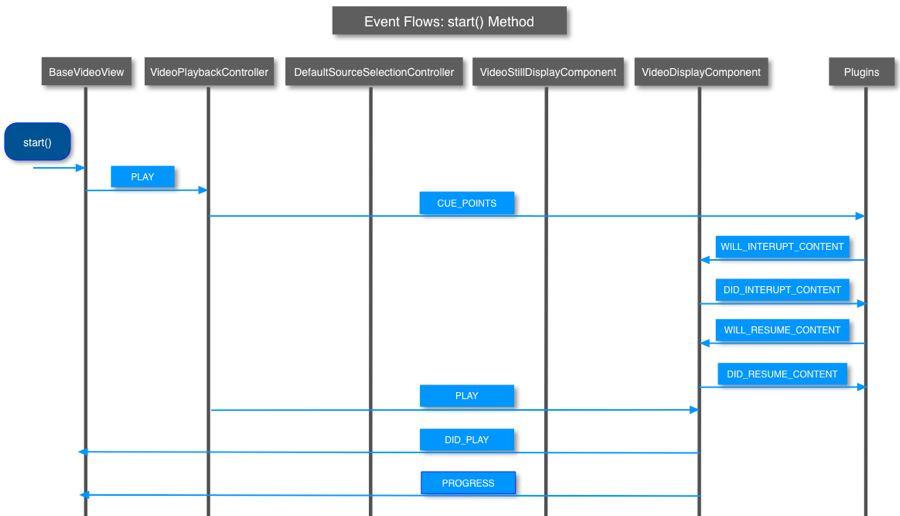 Event Flows: start() Method
BaseVideoView
VideoPlaybackController
DefaultSourceSelectionController
VideoStillDisplayComponent
VideoDisplayComponent
Plugins
start()
PLAY
CUE_POINTS
WILL_INTERUPT_CONTENT
DID_INTERUPT_CONTENT
WILL_RESUME_CONTENT
DID_RESUME_CONTENT
PLAY
DID_PLAY
PROGRESS